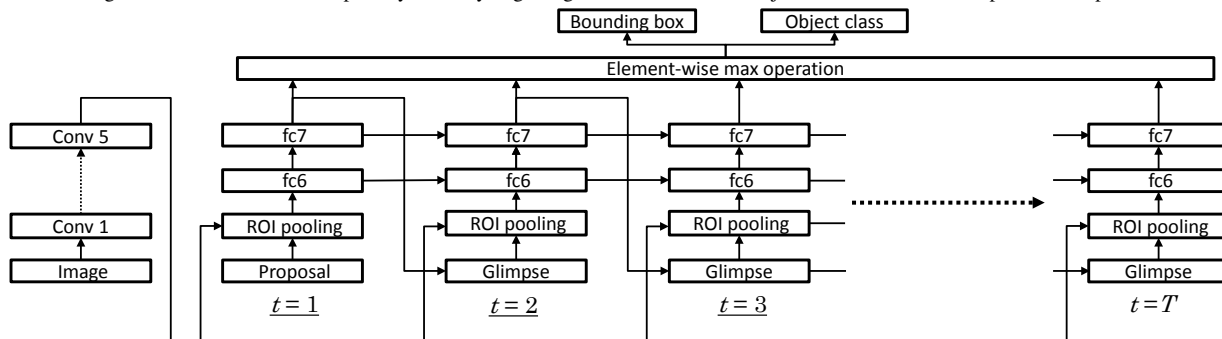 Bounding box Object class
Element-wise max operation
Conv 5 fc7 fc7 fc7 fc7
fc6 fc6 fc6 fc6
Conv 1 ROI pooling ROI pooling ROI pooling ROI pooling
Image Proposal Glimpse Glimpse Glimpse
t = 1 t = 2 t = 3 t = T